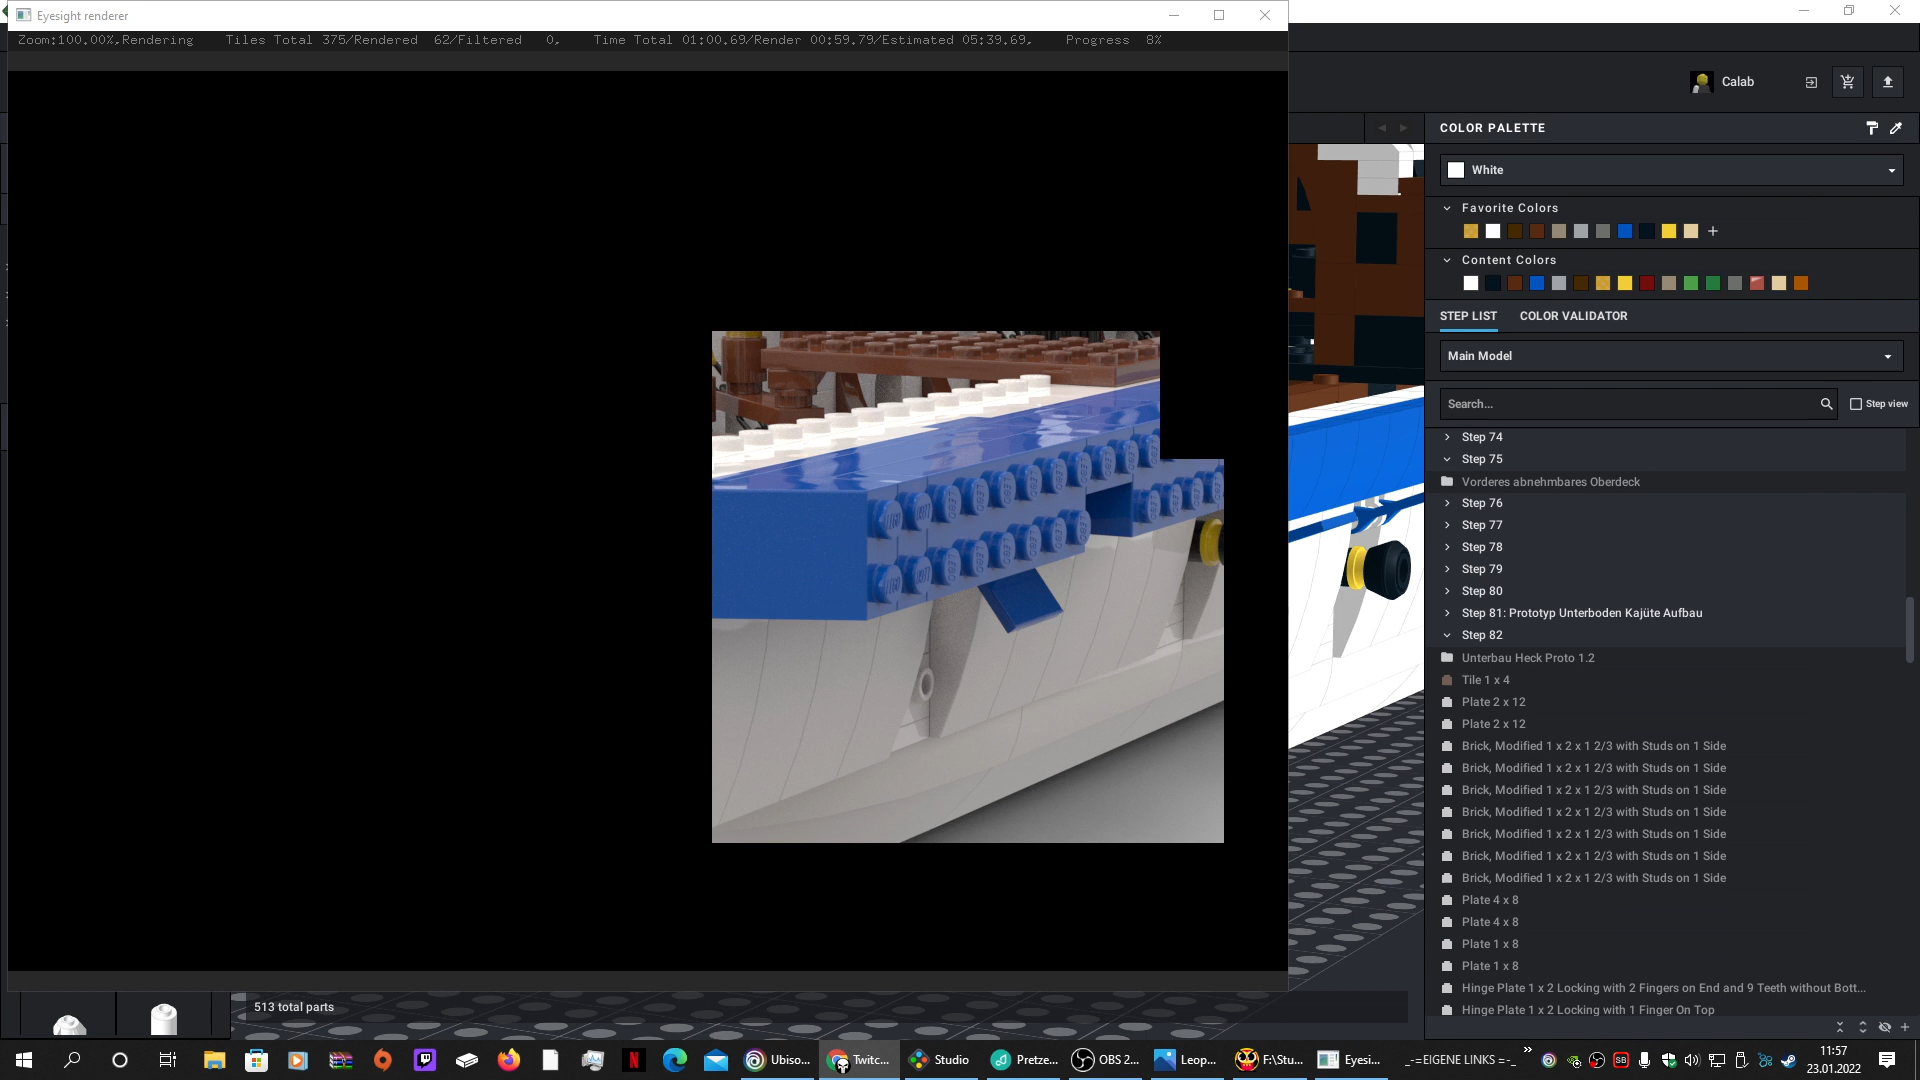 Eyesight renderer
Zoom:100.00%,Rendering Tiles Total 375/Rendered 62/Filtered 0, Time Total 01:00.69/Render 00:59.79/Estimated 05:39.69, Progress 8%
Calab
COLOR PALETTE
White
Favorite Colors
Content Colors
STEP LIST COLOR VALIDATOR
Main Model
Search... Step view
Step 74
Step 75
Vorderes abnehmbares Oberdeck
Step 76
Step 77
Step 78
Step 79
Step 80
Step 81: Prototyp Unterboden Kajüte Aufbau
Step 82
Unterbau Heck Proto 1.2
Tile 1 x 4
Plate 2 x 12
Plate 2 x 12
Brick, Modified 1 x 2 x 1 2/3 with Studs on 1 Side
Brick, Modified 1 x 2 x 1 2/3 with Studs on 1 Side
Brick, Modified 1 x 2 x 1 2/3 with Studs on 1 Side
Brick, Modified 1 x 2 x 1 2/3 with Studs on 1 Side
Brick, Modified 1 x 2 x 1 2/3 with Studs on 1 Side
Brick, Modified 1 x 2 x 1 2/3 with Studs on 1 Side
Brick, Modified 1 x 2 x 1 2/3 with Studs on 1 Side
Plate 4 x 8
Plate 4 x 8
Plate 1 x 8
Plate 1 x 8
Hinge Plate 1 x 2 Locking with 2 Fingers on End and 9 Teeth without Bott...
Hinge Plate 1 x 2 Locking with 1 Finger On Top
513 total parts
Ubiso... Twitc... Studio Pretze... OBS 2... Leop... F:\Stu... Eyesi... _-=EIGENE LINKS =-_ » SB 11:57
23.01.2022